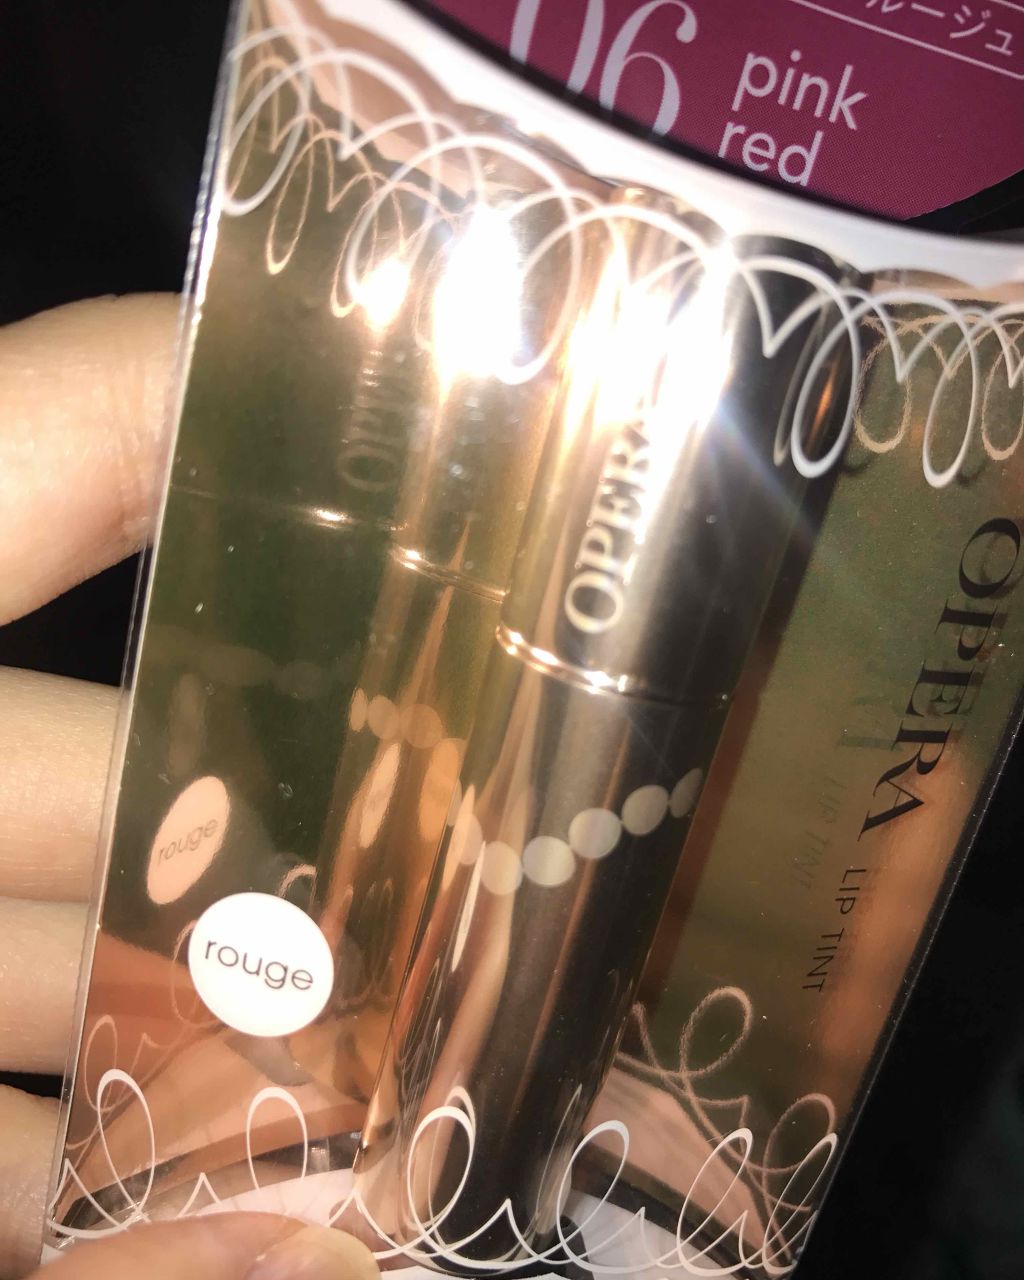 ルージュ
06
pink
red
OPERA
OPERA LIP TINT
rouge
rouge